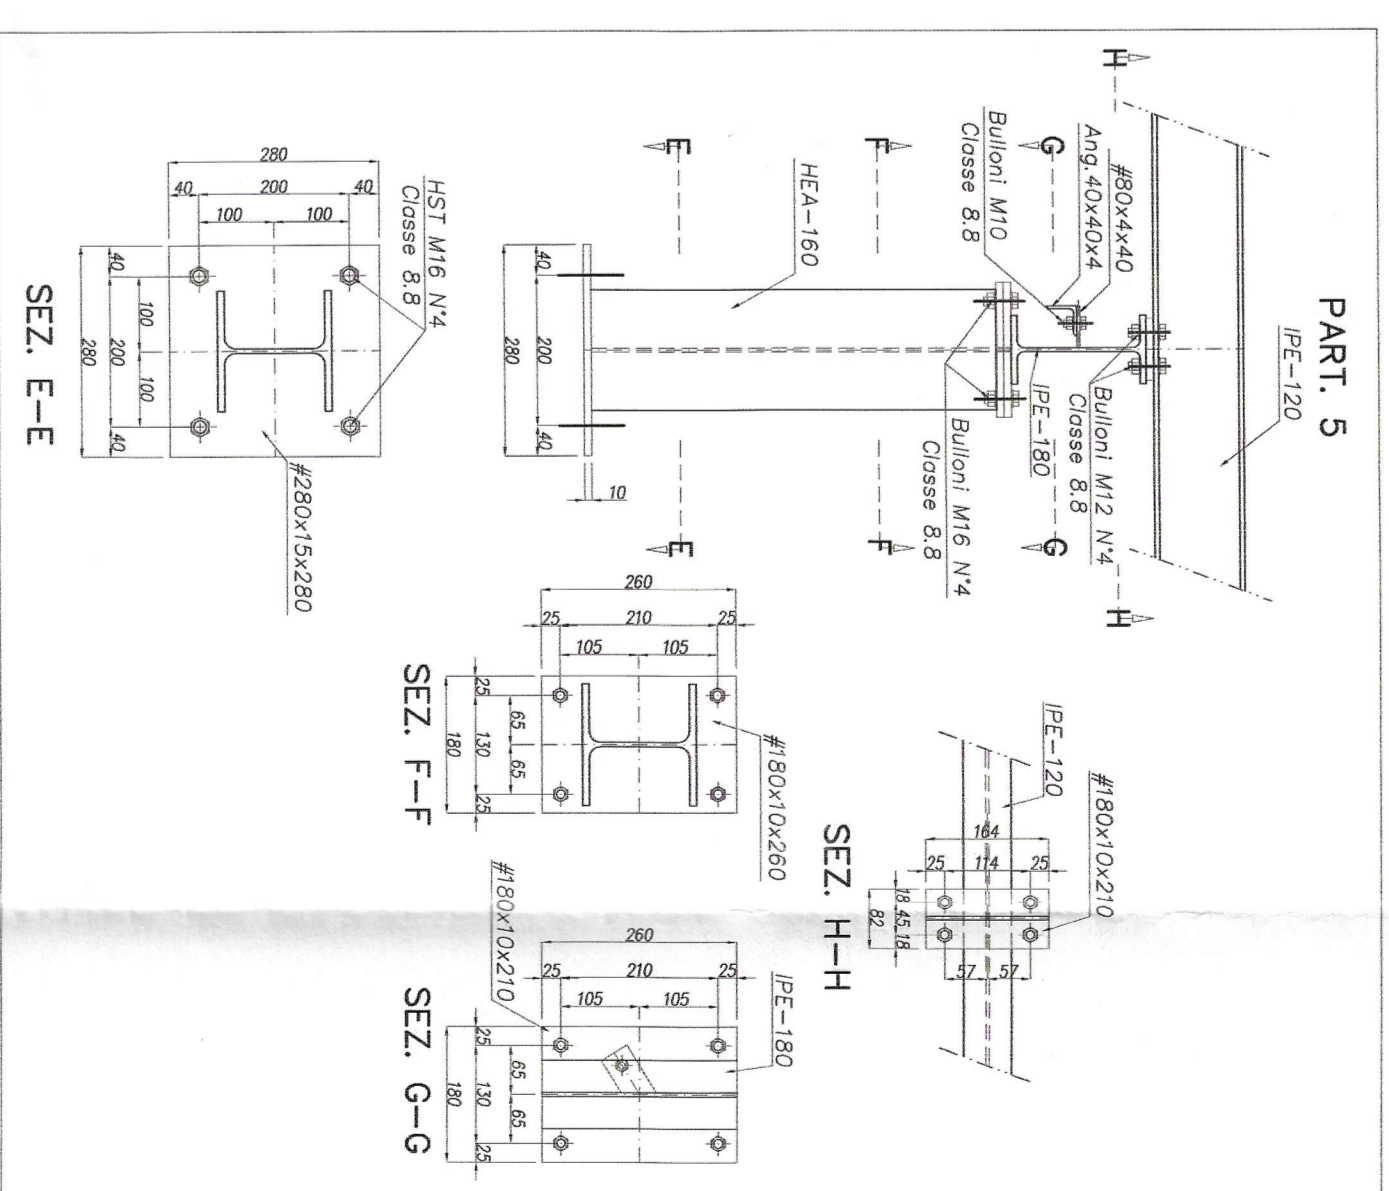 PART. 5
IPE-120
H
H
#80x4x40
Ang.40x40x4
Bulloni M10
Classe 8.8
G
G
Bulloni M12 N°4
Classe 8.8
IPE-180
Bulloni M16 N°4
Classe 8.8
F
F
HEA-160
E
E
10
40
200
40
280
HST M16 N°4
Classe 8.8
280
40
200
40
100
100
40
100
100
40
200
280
#280x15x280
SEZ. E-E
260
25
210
25
105
105
25
65
65
25
130
180
#180x10x260
SEZ. F-F
IPE-120
#180x10x210
164
25
114
25
18
45
18
82
57
57
SEZ. H-H
#180x10x210
IPE-180
260
25
210
25
105
105
25
65
65
25
130
180
SEZ. G-G